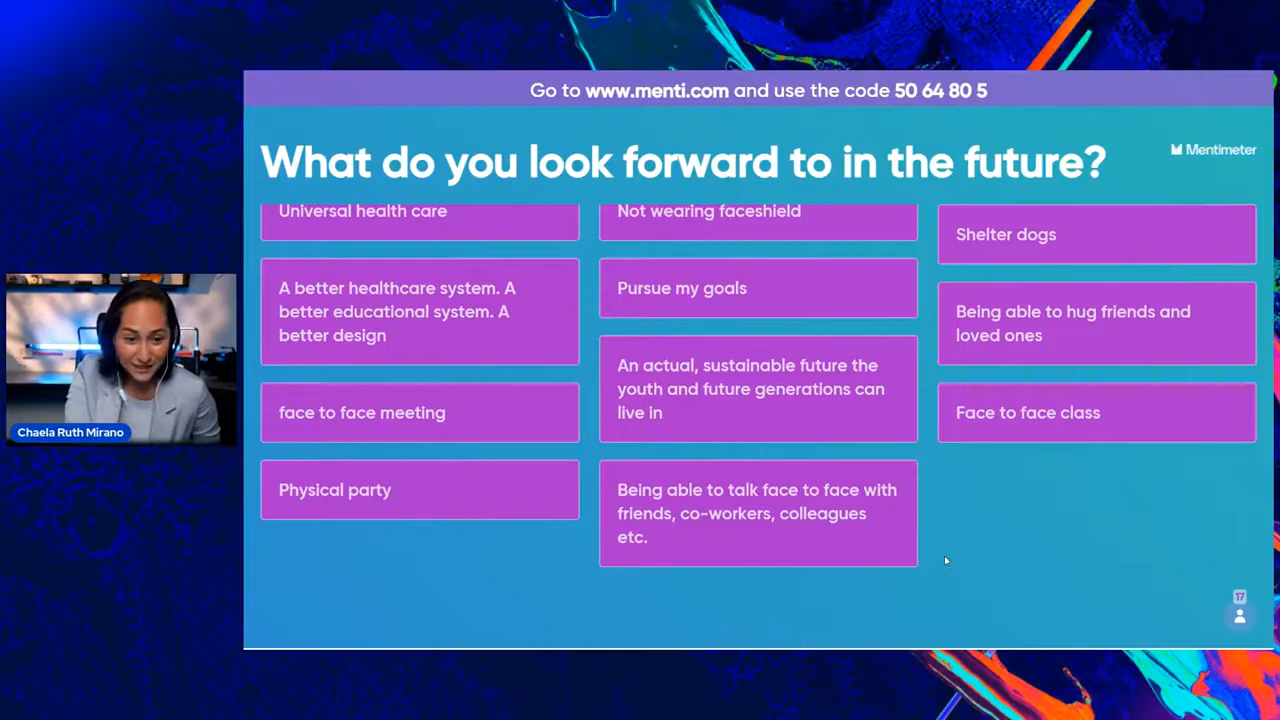 Go to www.menti.com and use the code 50 64 80 5
What do you look forward to in the future?
Mentimeter
Universal health care
A better healthcare system. A
better educational system. A
better design
face to face meeting
Physical party
Not wearing faceshield
Pursue my goals
An actual, sustainable future the
youth and future generations can
live in
Being able to talk face to face with
friends, co-workers, colleagues
etc.
Shelter dogs
Being able to hug friends and
loved ones
Face to face class
17
Chaela Ruth Mirano